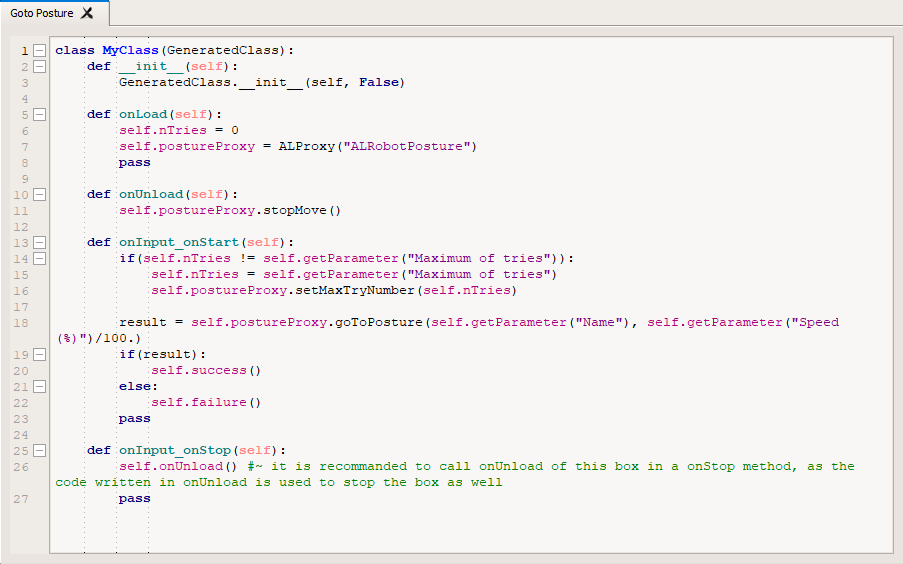 Goto Posture
1 class MyClass(GeneratedClass):
2     def __init__(self):
3         GeneratedClass.__init__(self, False)
4
5     def onLoad(self):
6         self.nTries = 0
7         self.postureProxy = ALProxy("ALRobotPosture")
8         pass
9
10     def onUnload(self):
11         self.postureProxy.stopMove()
12
13     def onInput_onStart(self):
14         if(self.nTries != self.getParameter("Maximum of tries")):
15             self.nTries = self.getParameter("Maximum of tries")
16             self.postureProxy.setMaxTryNumber(self.nTries)
17
18         result = self.postureProxy.goToPosture(self.getParameter("Name"), self.getParameter("Speed
(%)")/100.)
19         if(result):
20             self.success()
21         else:
22             self.failure()
23         pass
24
25     def onInput_onStop(self):
26         self.onUnload() #~ it is recommanded to call onUnload of this box in a onStop method, as the
code written in onUnload is used to stop the box as well
27         pass